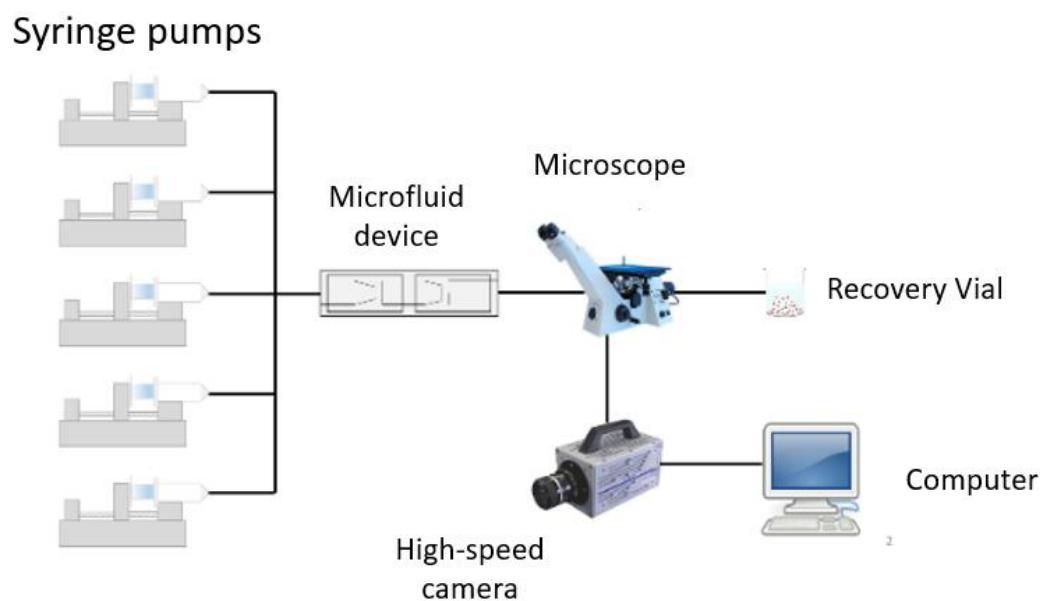 Syringe pumps
Microscope
Microfluid
device
Recovery Vial
Computer
High-speed
camera
2